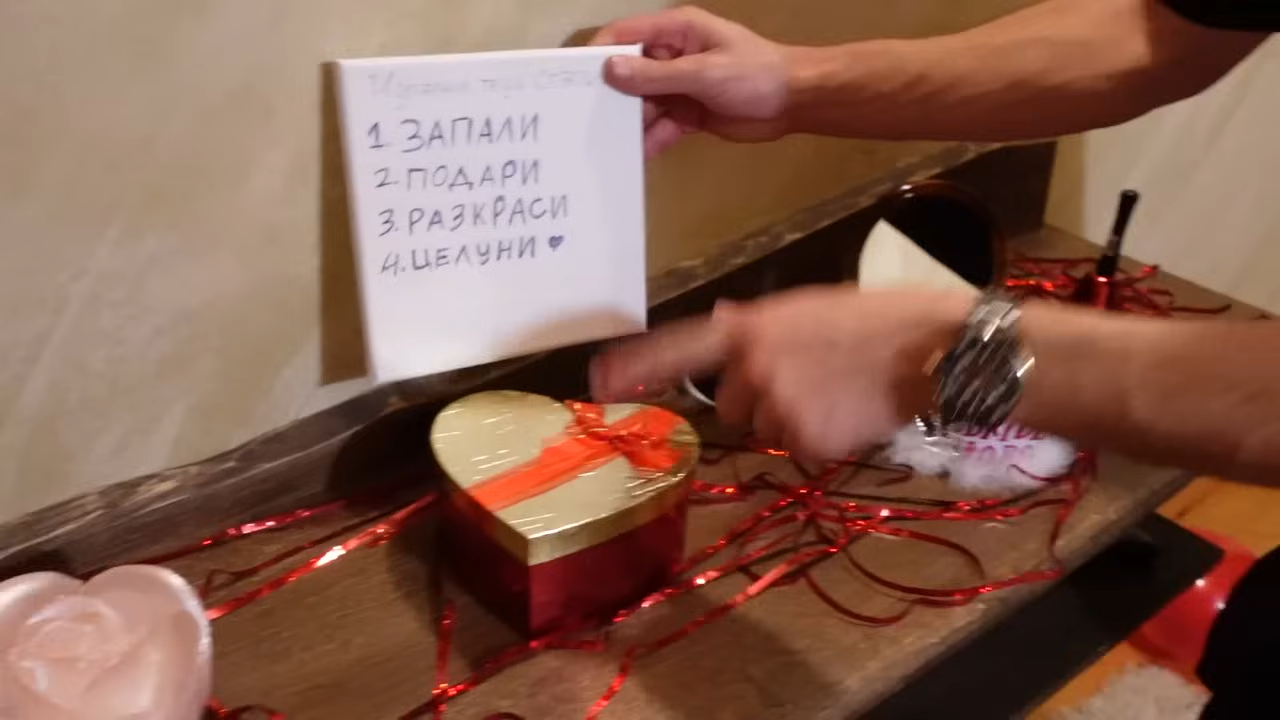 1. ЗАПАЛИ
2. ПОДАРИ
3. РАЗКРАСИ
4. ЦЕЛУНИ ♥